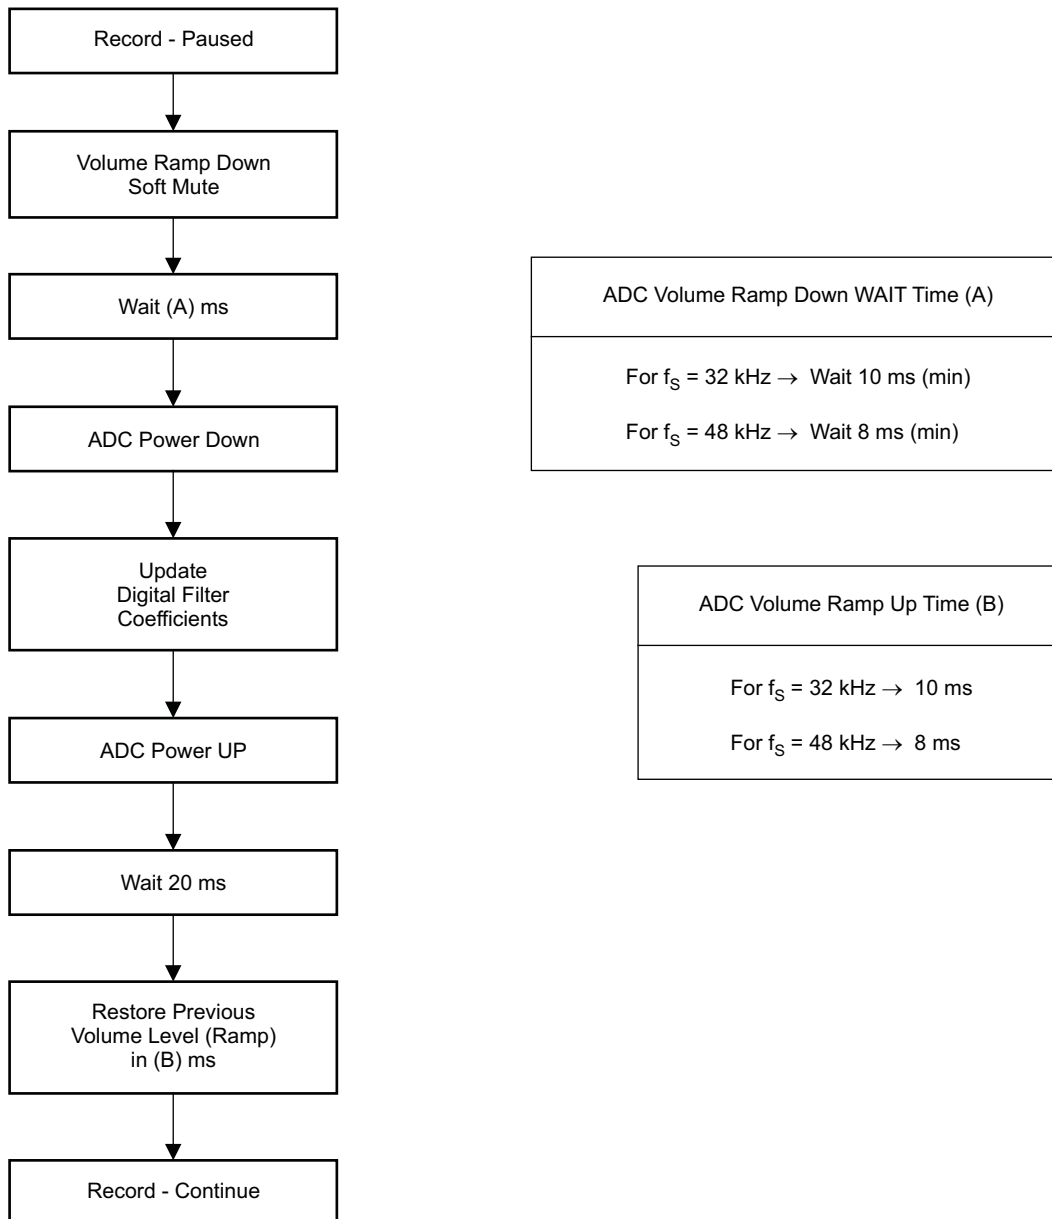 Record - Paused
Volume Ramp Down
Soft Mute
Wait (A) ms
ADC Power Down
Update
Digital Filter
Coefficients
ADC Power UP
Wait 20 ms
Restore Previous
Volume Level (Ramp)
in (B) ms
Record - Continue
ADC Volume Ramp Down WAIT Time (A)
For fS = 32 kHz → Wait 10 ms (min)
For fS = 48 kHz → Wait 8 ms (min)
ADC Volume Ramp Up Time (B)
For fS = 32 kHz → 10 ms
For fS = 48 kHz → 8 ms